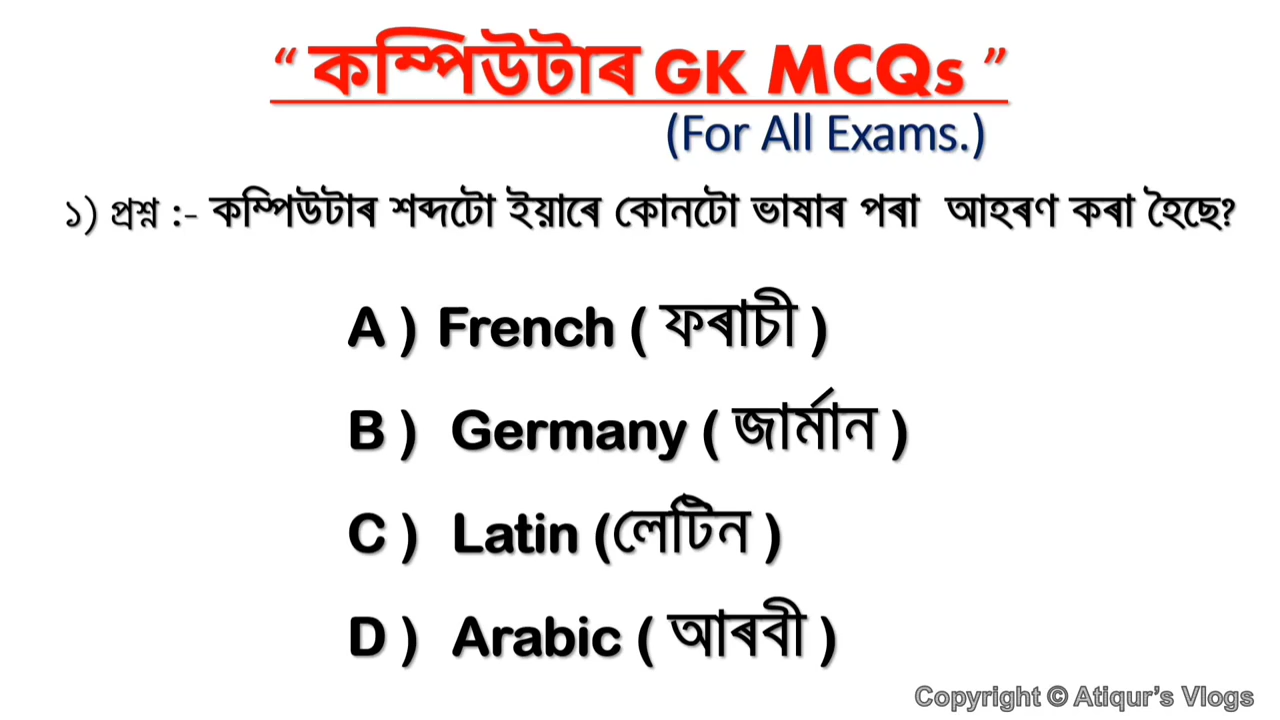 “ কম্পিউটাৰ GK MCQs ”
(For All Exams.)
১) প্ৰশ্ন :- কম্পিউটাৰ শব্দটো ইয়াৰে কোনটো ভাষাৰ পৰা আহৰণ কৰা হৈছে?
A ) French ( ফৰাচী )
B ) Germany ( জাৰ্মান )
C ) Latin (লেটিন )
D ) Arabic ( আৰবী )
Copyright © Atiqur’s Vlogs